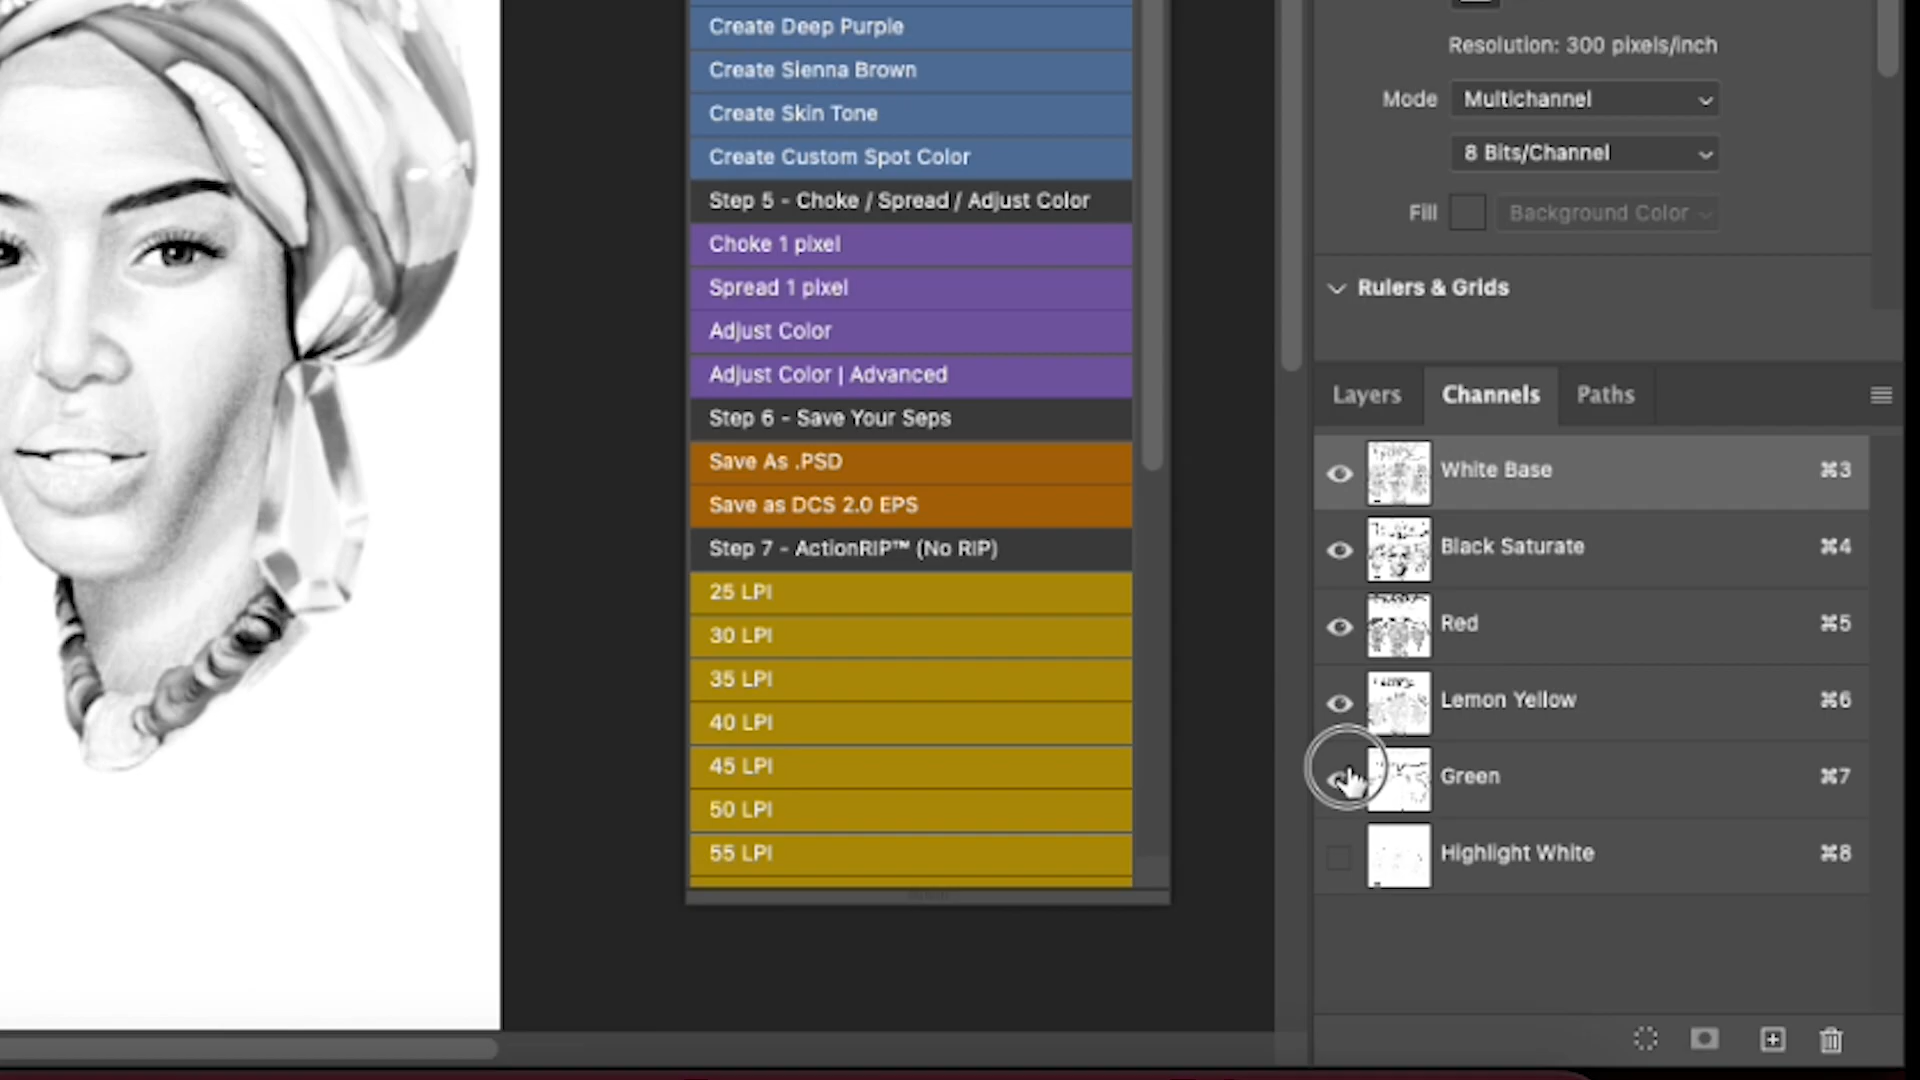 Create Deep Purple
Create Sienna Brown
Create Skin Tone
Create Custom Spot Color
Step 5 - Choke / Spread / Adjust Color
Choke 1 pixel
Spread 1 pixel
Adjust Color
Adjust Color | Advanced
Step 6 - Save Your Seps
Save As .PSD
Save as DCS 2.0 EPS
Step 7 - ActionRIP™ (No RIP)
25 LPI
30 LPI
35 LPI
40 LPI
45 LPI
50 LPI
55 LPI
Resolution: 300 pixels/inch
Mode Multichannel
8 Bits/Channel
Fill Background Color
Rulers & Grids
Layers Channels Paths
White Base ⌘3
Black Saturate ⌘4
Red ⌘5
Lemon Yellow ⌘6
Green ⌘7
Highlight White ⌘8